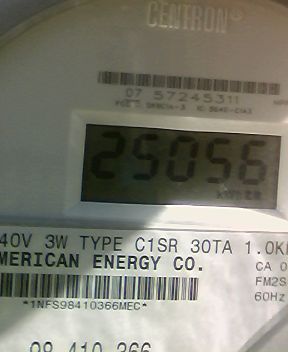 CENTRON®
07 57245311
25056
40V 3W TYPE C1SR 30TA 1.0K
MERICAN ENERGY CO.
CA 0
FM2S
60Hz
*1NFS98410366MEC*
98 410 366